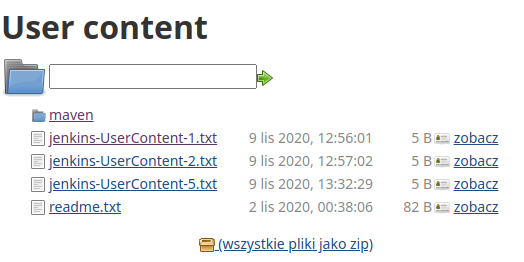 User content
maven
jenkins-UserContent-1.txt 9 lis 2020, 12:56:01 5 B zobacz
jenkins-UserContent-2.txt 9 lis 2020, 12:57:02 5 B zobacz
jenkins-UserContent-5.txt 9 lis 2020, 13:32:29 5 B zobacz
readme.txt 2 lis 2020, 00:38:06 82 B zobacz
(wszystkie pliki jako zip)